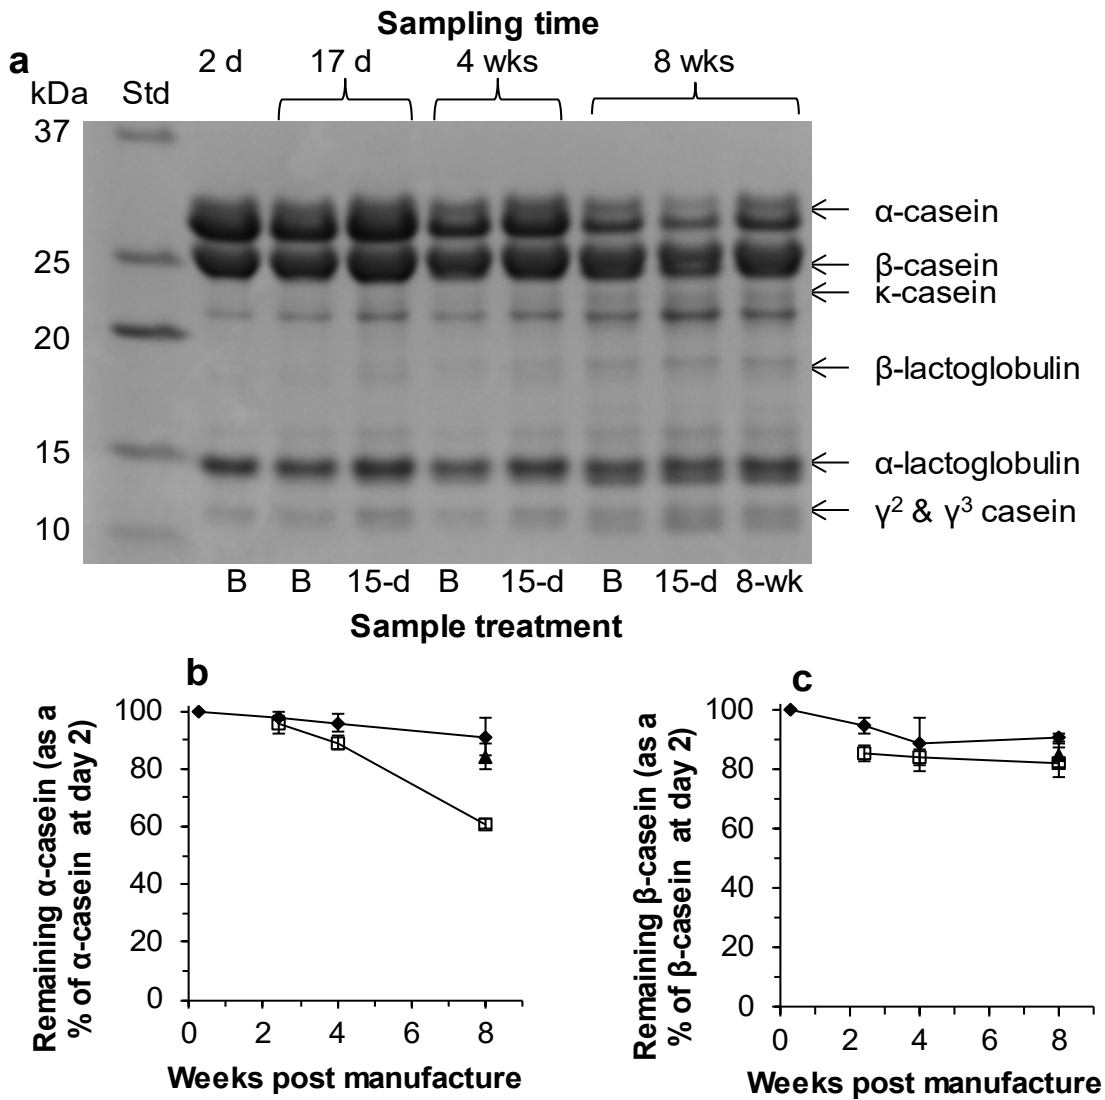 Sampling time
a
2 d 17 d 4 wks 8 wks
kDa Std
37
25
20
15
10
α-casein
β-casein
κ-casein
β-lactoglobulin
α-lactoglobulin
γ2 & γ3 casein
B B 15-d B 15-d B 15-d 8-wk
Sample treatment
b
Remaining α-casein (as a
% of α-casein at day 2)
100
80
60
40
20
0
0 2 4 6 8
Weeks post manufacture
c
Remaining β-casein (as a
% of β-casein at day 2)
100
80
60
40
20
0
0 2 4 6 8
Weeks post manufacture